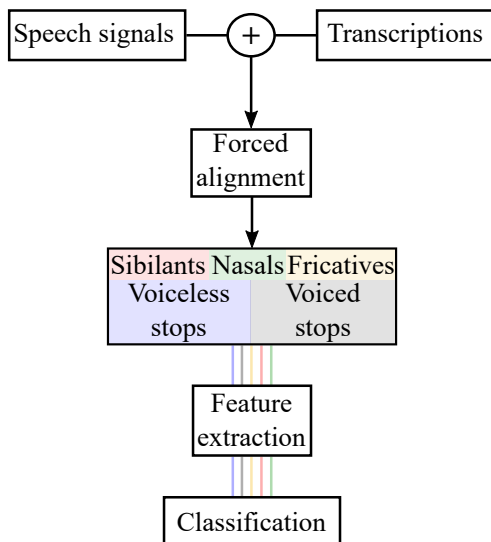 Speech signals + Transcriptions
Forced
alignment
Sibilants Nasals Fricatives
Voiceless Voiced
stops stops
Feature
extraction
Classification